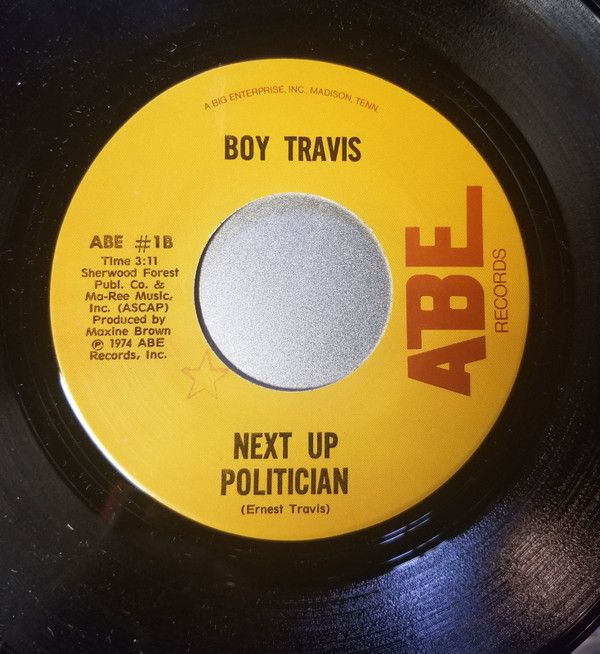 A BIG ENTERPRISE, INC., MADISON, TENN.
BOY TRAVIS
ABE #1B
Time 3:11
Sherwood Forest
Publ. Co. &
Ma-Ree Music,
Inc. (ASCAP)
Produced by
Maxine Brown
℗ 1974 ABE
Records, Inc.
ABE
RECORDS
NEXT UP
POLITICIAN
(Ernest Travis)